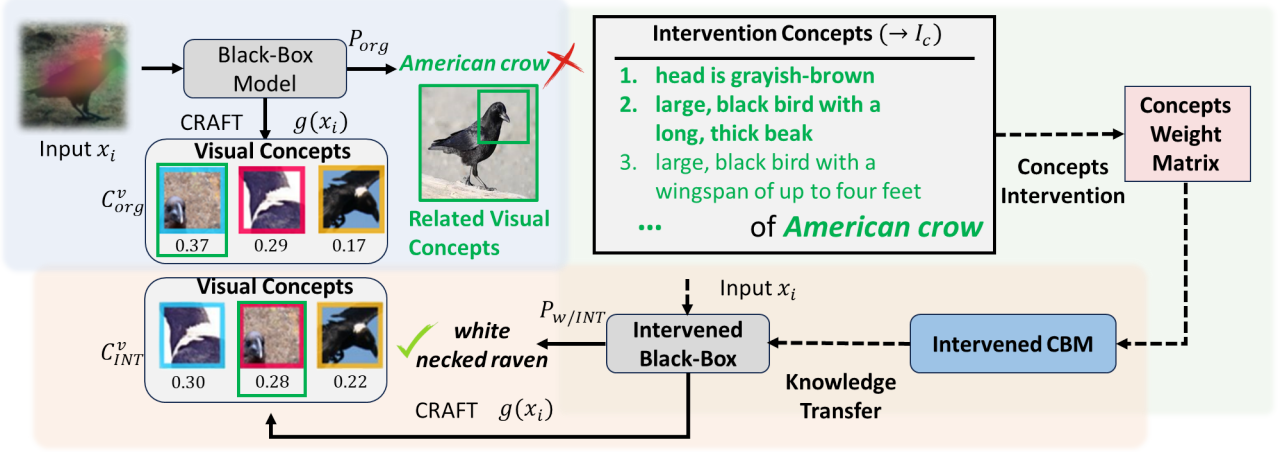 Input xᵢ
Black-Box
Model
P_org
American crow
CRAFT g(xᵢ)
Visual Concepts
C^v_org
0.37 0.29 0.17
Related Visual
Concepts
Intervention Concepts (→ I_c)
1. head is grayish-brown
2. large, black bird with a
long, thick beak
3. large, black bird with a
wingspan of up to four feet
... of American crow
Concepts
Intervention
Concepts
Weight
Matrix
Visual Concepts
C^v_INT
0.30 0.28 0.22
white
necked raven
P_w/INT
Input xᵢ
Intervened
Black-Box
Knowledge
Transfer
Intervened CBM
CRAFT g(xᵢ)